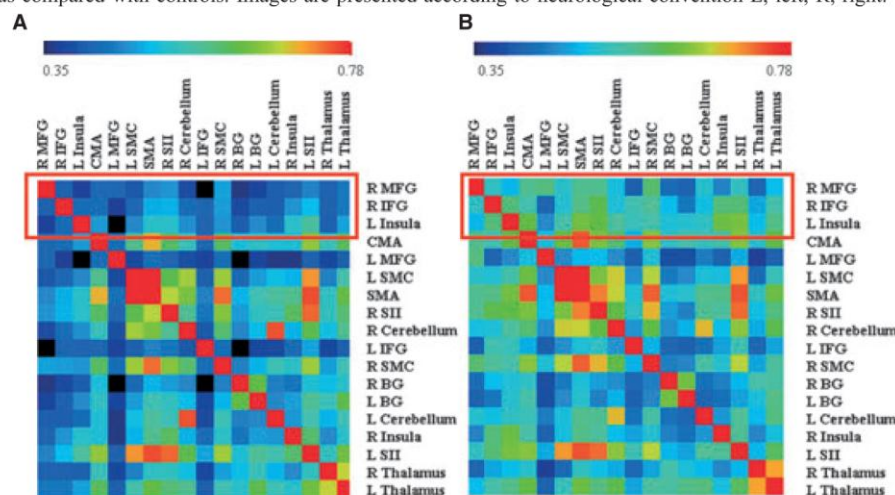 as compared with controls. Images are presented according to neurological convention L, left, R, right.
A
B
0.35
0.78
0.35
0.78
R MFG
R IFG
L Insula
CMA
L MFG
L SMC
SMA
R SII
R Cerebellum
L IFG
R SMC
R BG
L BG
L Cerebellum
R Insula
L SII
R Thalamus
L Thalamus
R MFG
R IFG
L Insula
CMA
L MFG
L SMC
SMA
R SII
R Cerebellum
L IFG
R SMC
R BG
L BG
L Cerebellum
R Insula
L SII
R Thalamus
L Thalamus
R MFG
R IFG
L Insula
CMA
L MFG
L SMC
SMA
R SII
R Cerebellum
L IFG
R SMC
R BG
L BG
L Cerebellum
R Insula
L SII
R Thalamus
L Thalamus
R MFG
R IFG
L Insula
CMA
L MFG
L SMC
SMA
R SII
R Cerebellum
L IFG
R SMC
R BG
L BG
L Cerebellum
R Insula
L SII
R Thalamus
L Thalamus